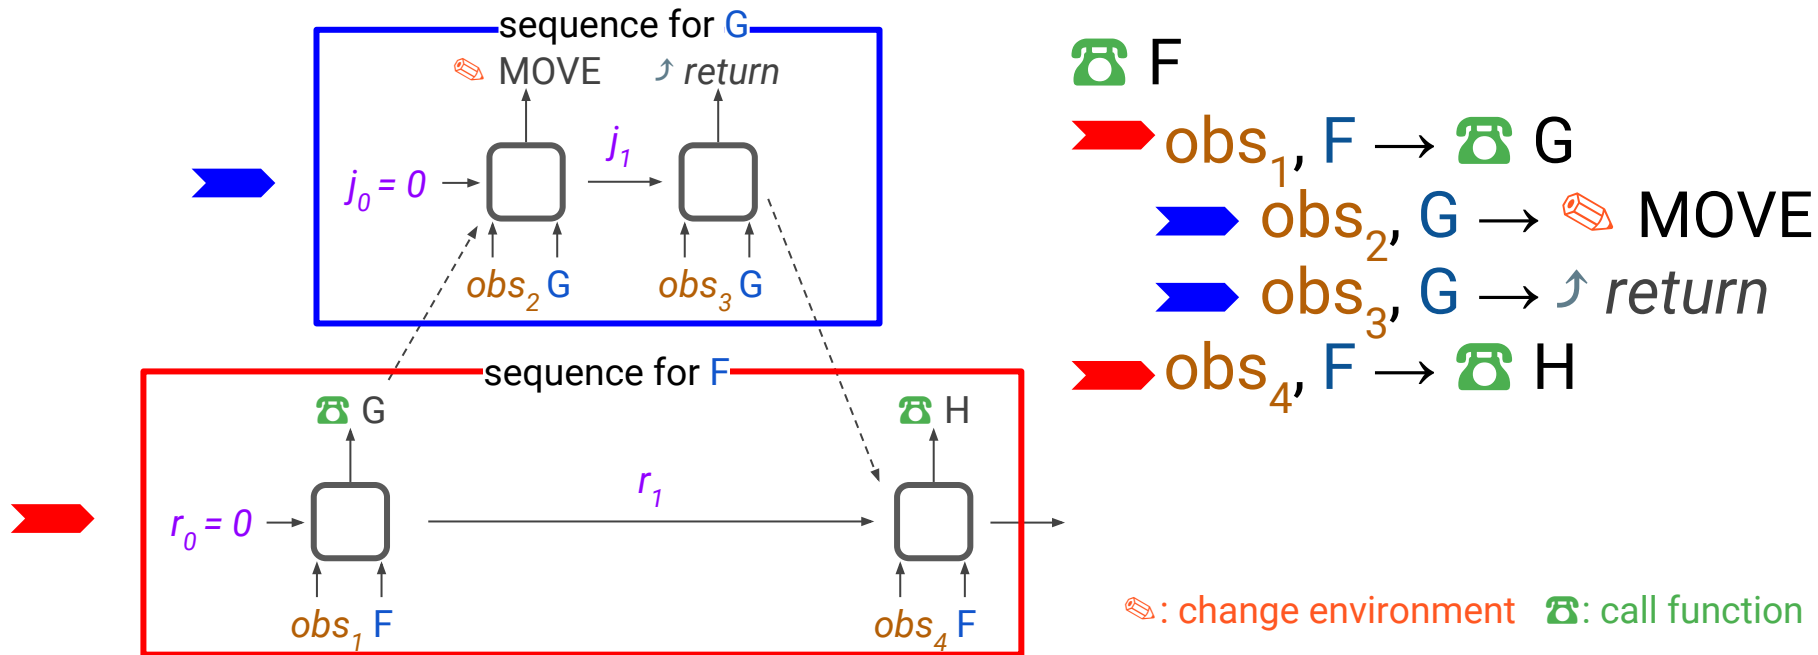 sequence for G
✎ MOVE ⤴ return
j₀ = 0
j₁
obs₂ G
obs₃ G
sequence for F
☎ G
☎ H
r₀ = 0
r₁
obs₁ F
obs₄ F
☎ F
obs₁, F → ☎ G
obs₂, G → ✎ MOVE
obs₃, G → ⤴ return
obs₄, F → ☎ H
✎: change environment ☎: call function